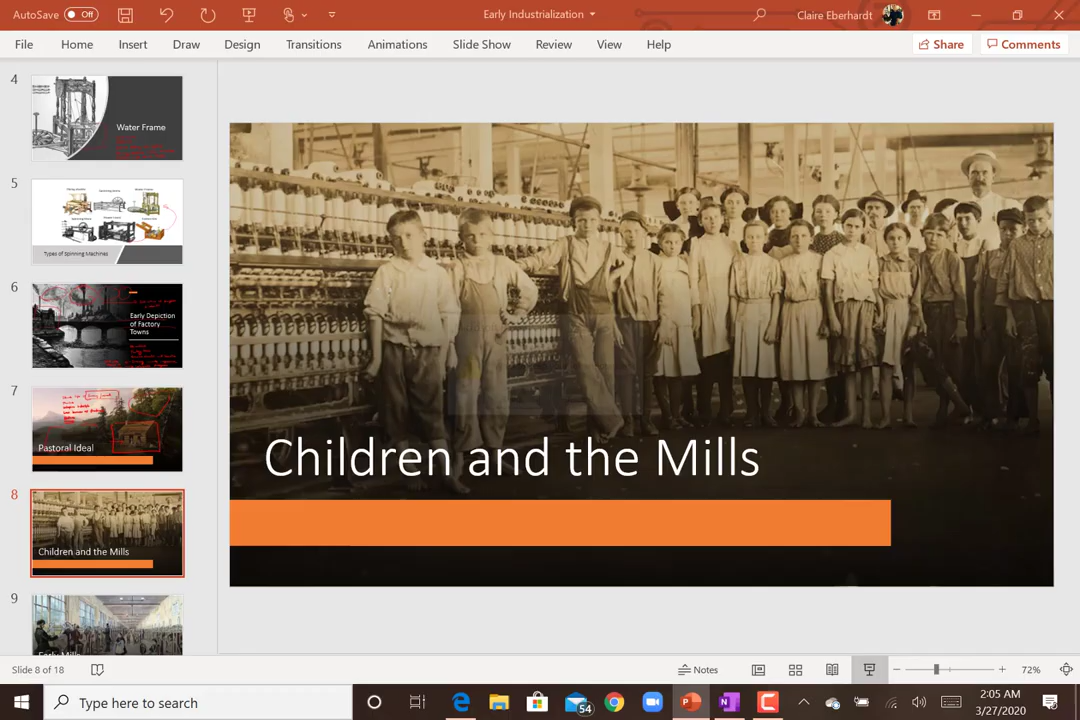 AutoSave Off
Early Industrialization
Claire Eberhardt
File Home Insert Draw Design Transitions Animations Slide Show Review View Help
Share Comments
4
Water Frame
5
Types of Spinning Machines
6
Early Depiction
of Factory
Towns
7
Pastoral Ideal
8
Children and the Mills
9
Early Mills
Children and the Mills
Slide 8 of 18
Notes
72%
Type here to search
54
2:05 AM
3/27/2020